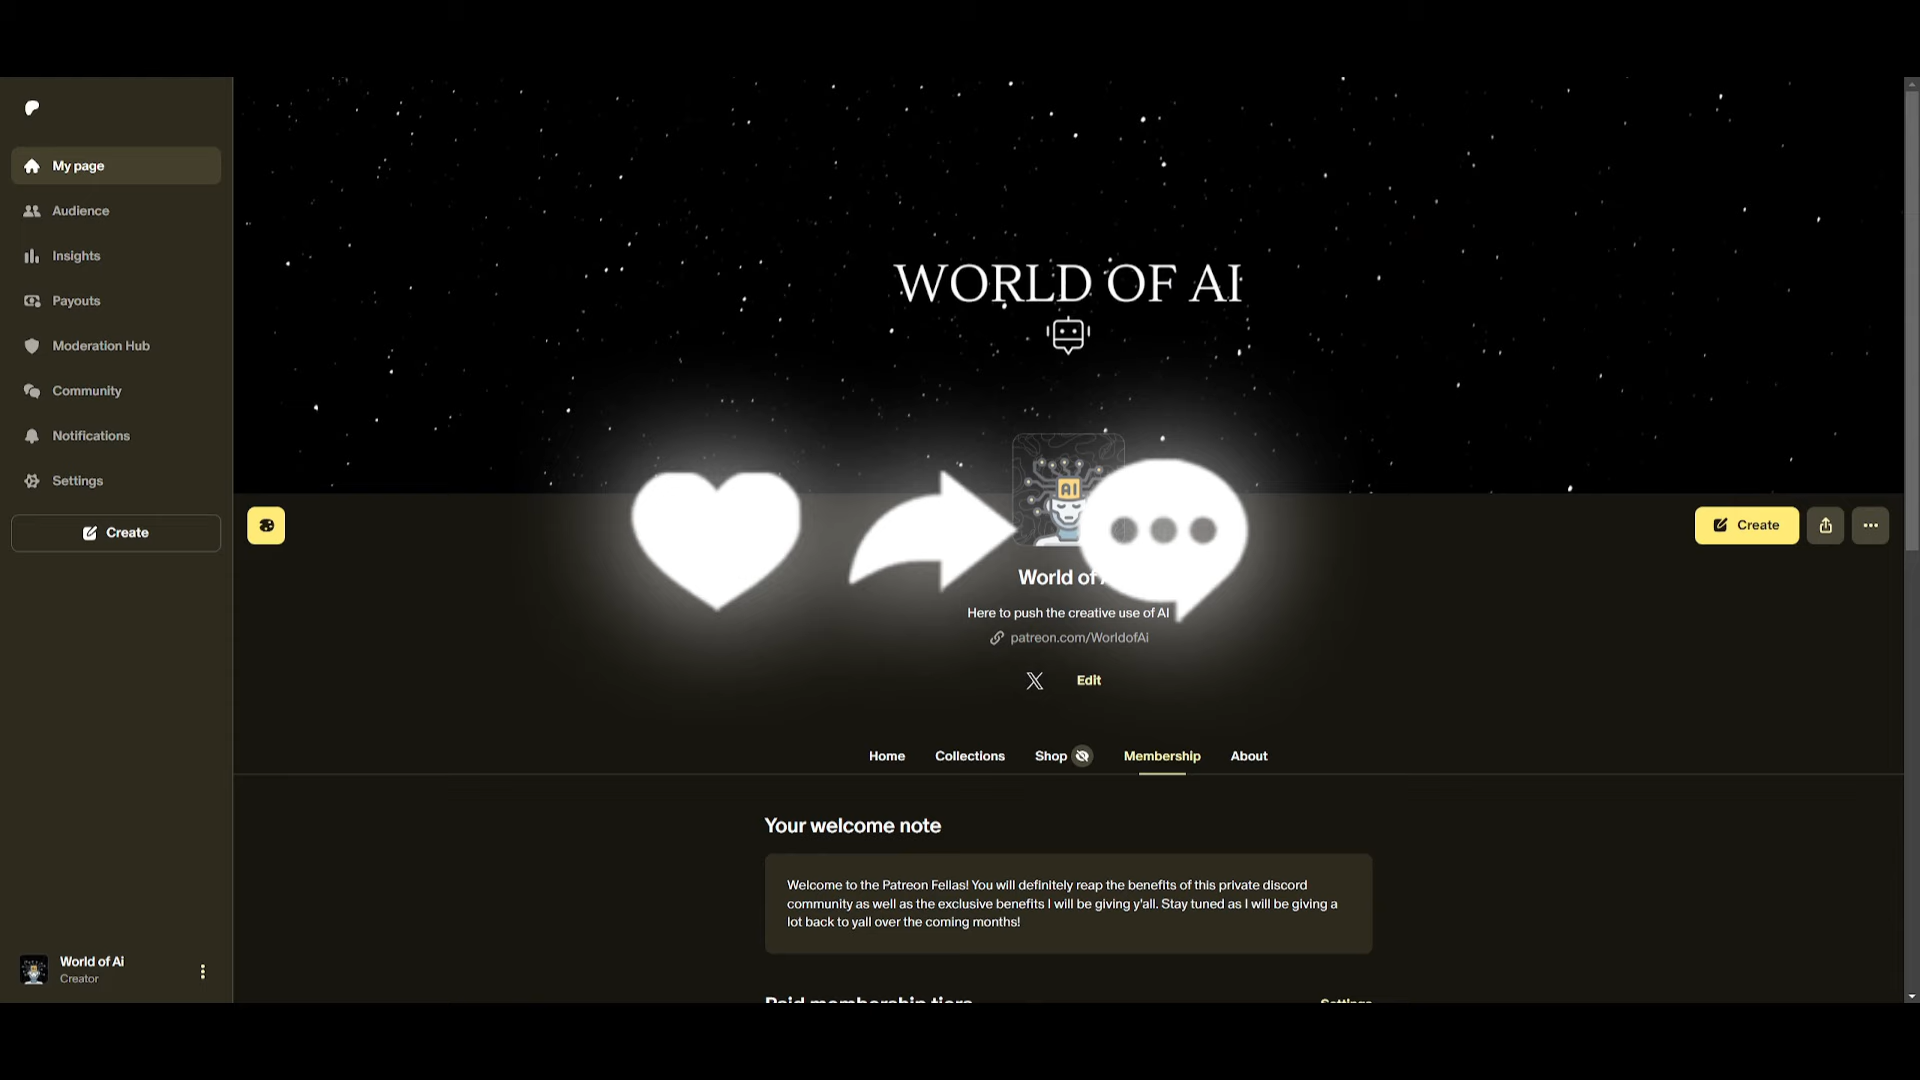 My page
Audience
Insights
Payouts
Moderation Hub
Community
Notifications
Settings
Create
World of Ai
Creator
WORLD OF AI
AI
World of
Here to push the creative use of AI
patreon.com/WorldofAi
Edit
Create
Home Collections Shop Membership About
Your welcome note
Welcome to the Patreon Fellas! You will definitely reap the benefits of this private discord
community as well as the exclusive benefits I will be giving y'all. Stay tuned as I will be giving a
lot back to yall over the coming months!
Paid membership tiers
Settings